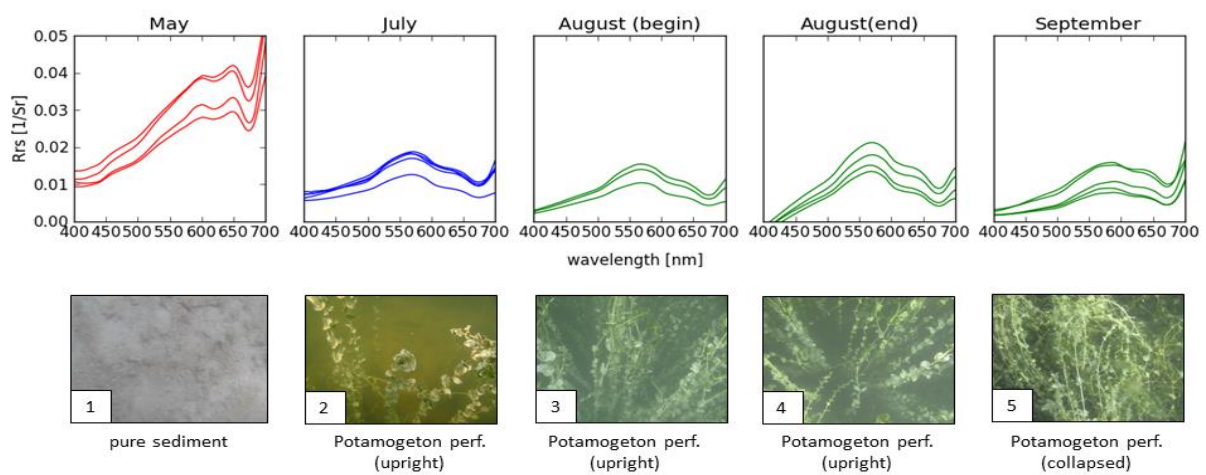 May July August (begin) August(end) September
0.05
0.04
0.03
0.02
0.01
0.00
Rrs [1/Sr]
400 450 500 550 600 650 700 400 450 500 550 600 650 700 400 450 500 550 600 650 700 400 450 500 550 600 650 700 400 450 500 550 600 650 700
wavelength [nm]
1 2 3 4 5
pure sediment Potamogeton perf. Potamogeton perf. Potamogeton perf. Potamogeton perf.
(upright) (upright) (upright) (collapsed)